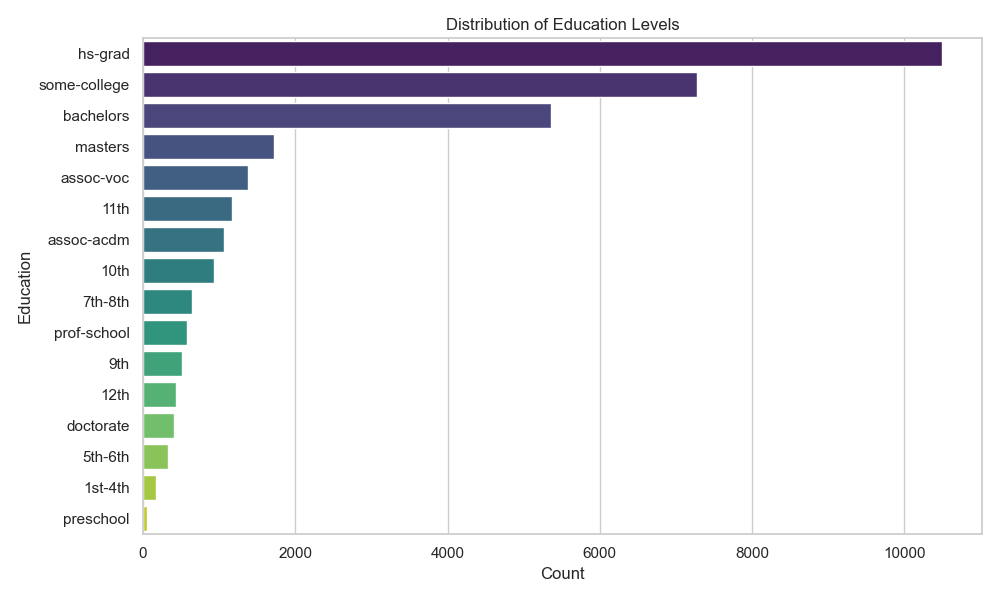 Distribution of Education Levels
hs-grad
some-college
bachelors
masters
assoc-voc
11th
assoc-acdm
10th
7th-8th
prof-school
9th
12th
doctorate
5th-6th
1st-4th
preschool
Education
0 2000 4000 6000 8000 10000
Count